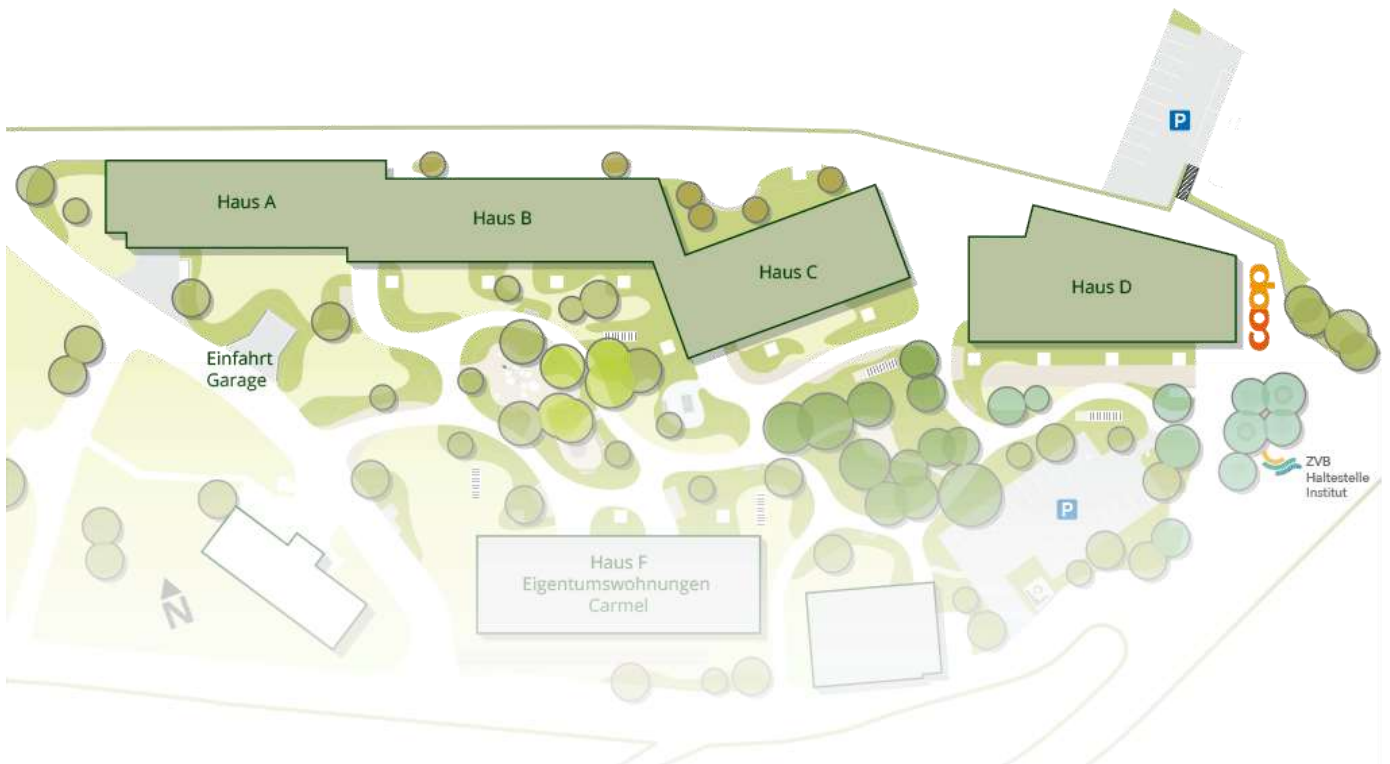 P
Haus A
Haus B
Haus C
Haus D
coop
Einfahrt
Garage
ZVB
Haltestelle
Institut
P
Haus F
Eigentumswohnungen
Carmel
N